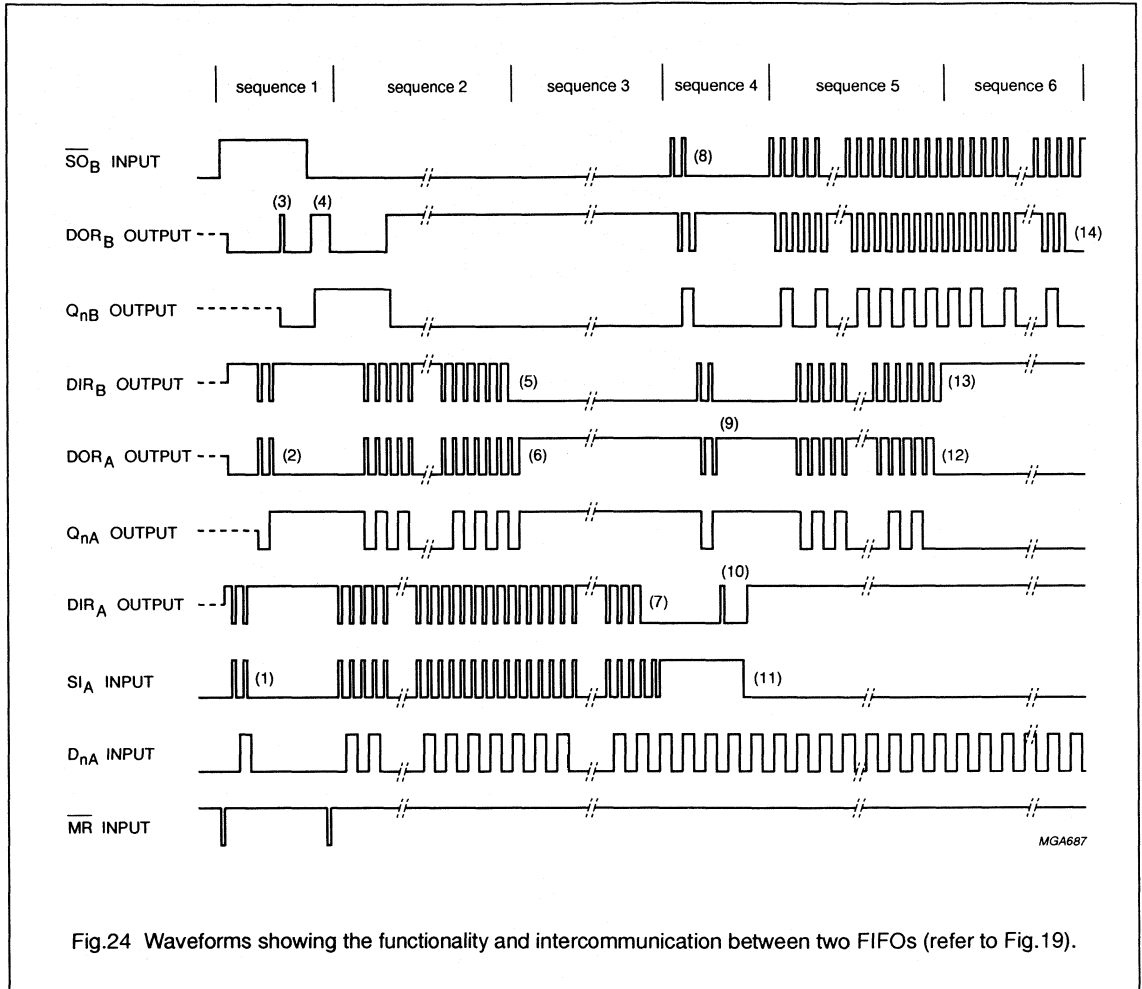 sequence 1 sequence 2 sequence 3 sequence 4 sequence 5 sequence 6
SOB INPUT
(8)
(3) (4)
DORB OUTPUT
(14)
QnB OUTPUT
DIRB OUTPUT
(5)
(13)
(9)
DORA OUTPUT
(2)
(6)
(12)
QnA OUTPUT
(10)
DIRA OUTPUT
(7)
SIA INPUT
(1)
(11)
DnA INPUT
MR INPUT
MGA687
Fig.24 Waveforms showing the functionality and intercommunication between two FIFOs (refer to Fig.19).